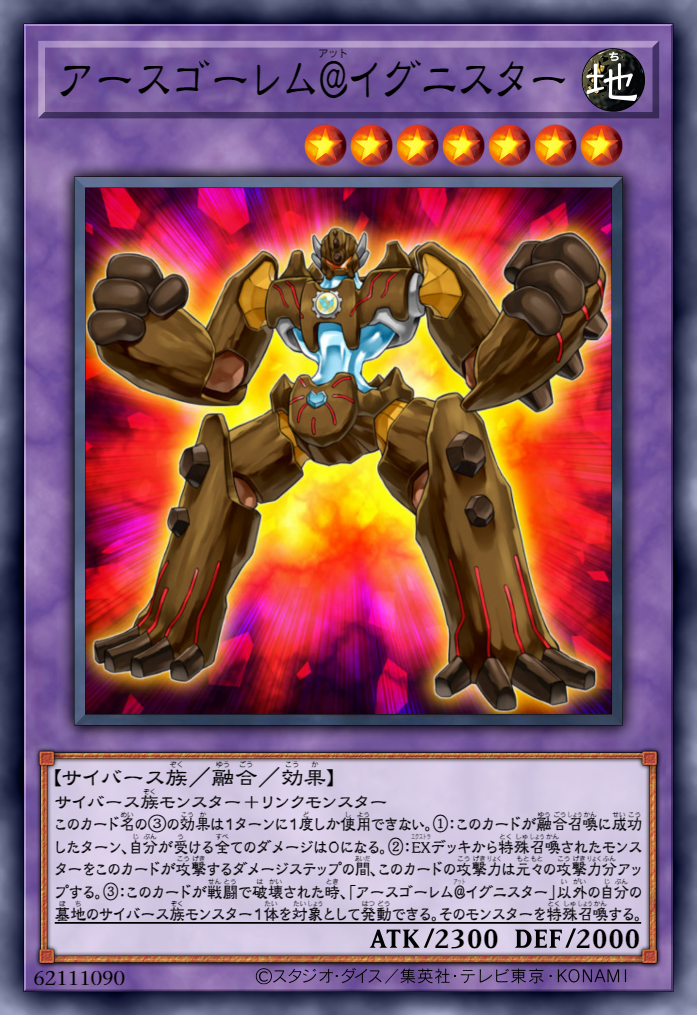 アースゴーレム@イグニスター
アット
地
ち
【サイバース族／融合／効果】
サイバース族モンスター＋リンクモンスター
このカード名の③の効果は1ターンに1度しか使用できない。①：このカードが融合召喚に成功
したターン、自分が受ける全てのダメージは0になる。②：EXデッキから特殊召喚されたモンス
ターをこのカードが攻撃するダメージステップの間、このカードの攻撃力は元々の攻撃力分アッ
プする。③：このカードが戦闘で破壊された時、「アースゴーレム@イグニスター」以外の自分の
墓地のサイバース族モンスター1体を対象として発動できる。そのモンスターを特殊召喚する。
ATK/2300 DEF/2000
62111090
©スタジオ・ダイス／集英社・テレビ東京・KONAMI